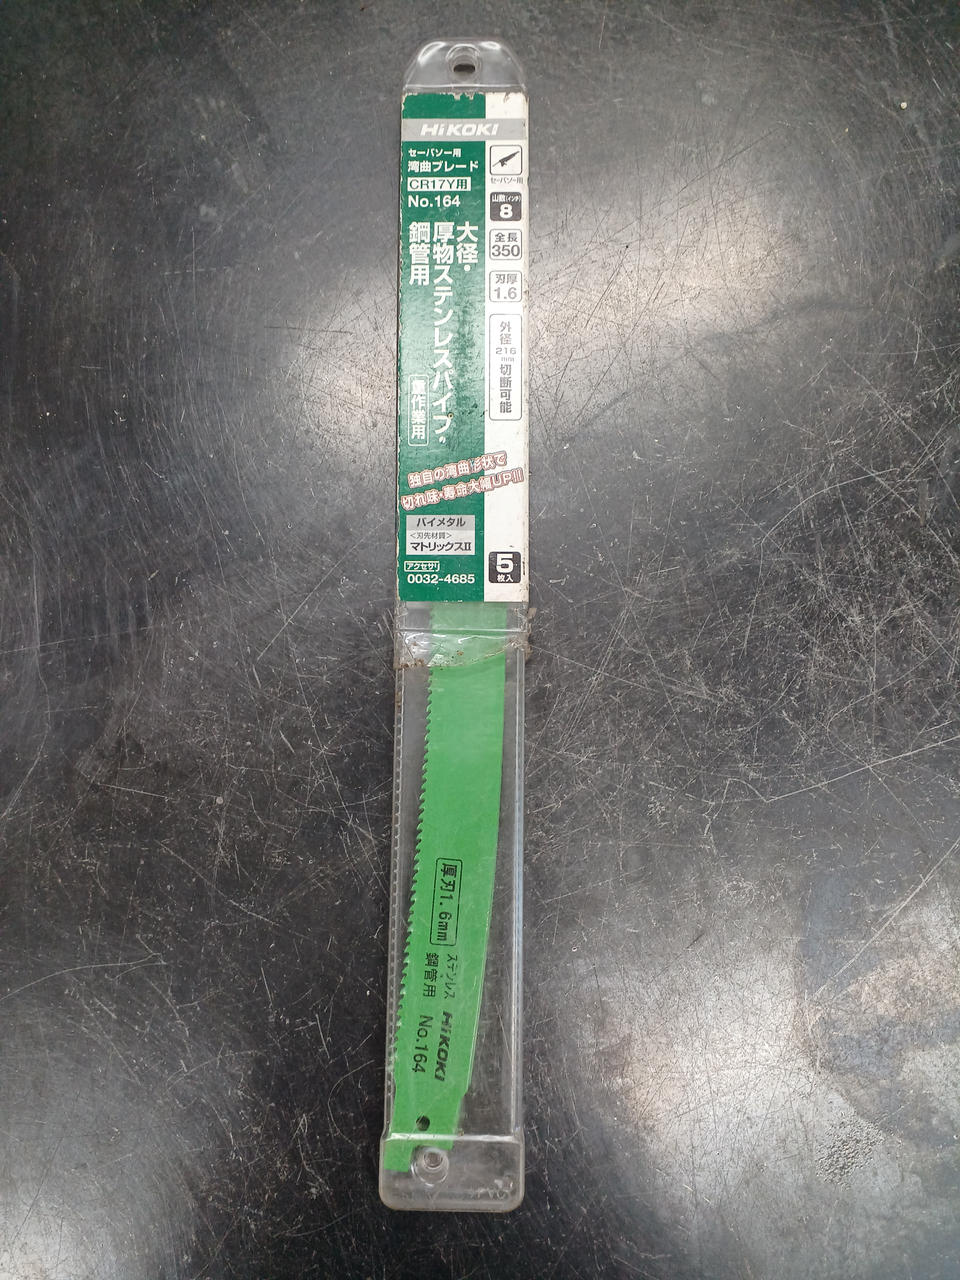 HiKOKI
セーバソー用
湾曲ブレード
CR17Y用
No.164
大径・
厚物ステンレスパイプ。
鋼管用
重作業用
セーバソー用
山数(インチ)
8
全長
350
刃厚
1.6
外径
216
mm
切断可能
独自の湾曲形状で
切れ味・寿命大幅UP!!!
バイメタル
<刃先材質>
マトリックスII
アクセサリ
0032-4685
5
枚入
厚刃1.6mm
ステンレス
鋼管用
HiKOKI
No.164